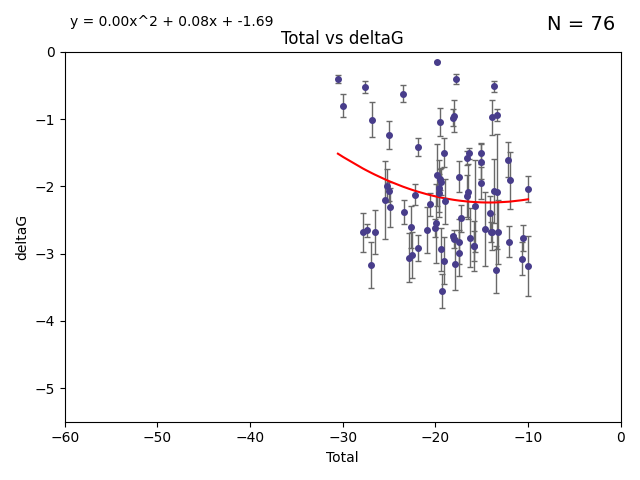 y = 0.00x^2 + 0.08x + -1.69
N = 76
Total vs deltaG
0
−1
−2
−3
−4
−5
deltaG
−60 −50 −40 −30 −20 −10 0
Total